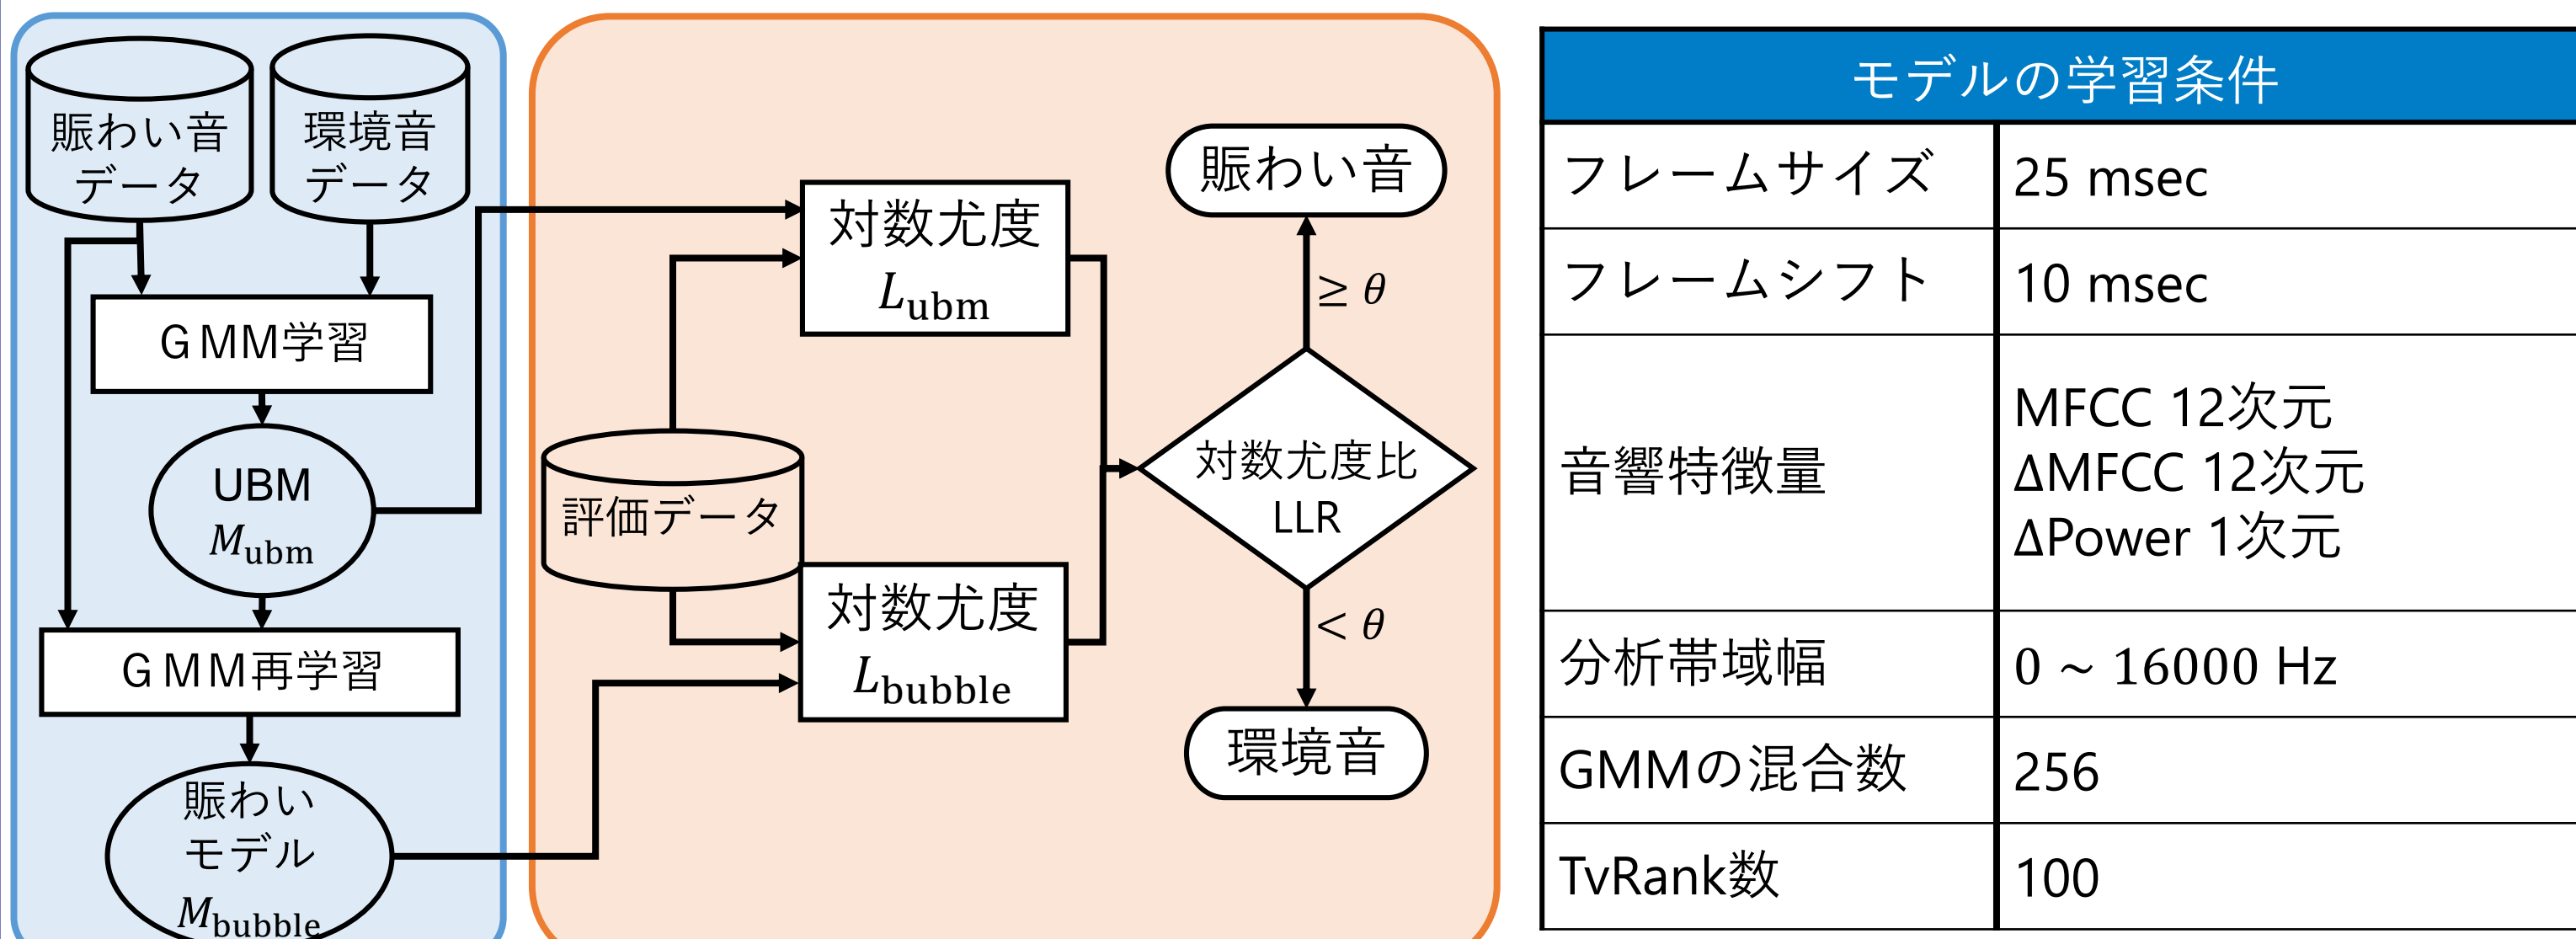 賑わい音
データ
環境音
データ
GMM学習
UBM
M_ubm
GMM再学習
賑わい
モデル
M_bubble
対数尤度
L_ubm
評価データ
対数尤度
L_bubble
賑わい音
≥ θ
対数尤度比
LLR
< θ
環境音
モデルの学習条件
フレームサイズ 25 msec
フレームシフト 10 msec
音響特徴量
MFCC 12次元
ΔMFCC 12次元
ΔPower 1次元
分析帯域幅 0 ~ 16000 Hz
GMMの混合数 256
TvRank数 100